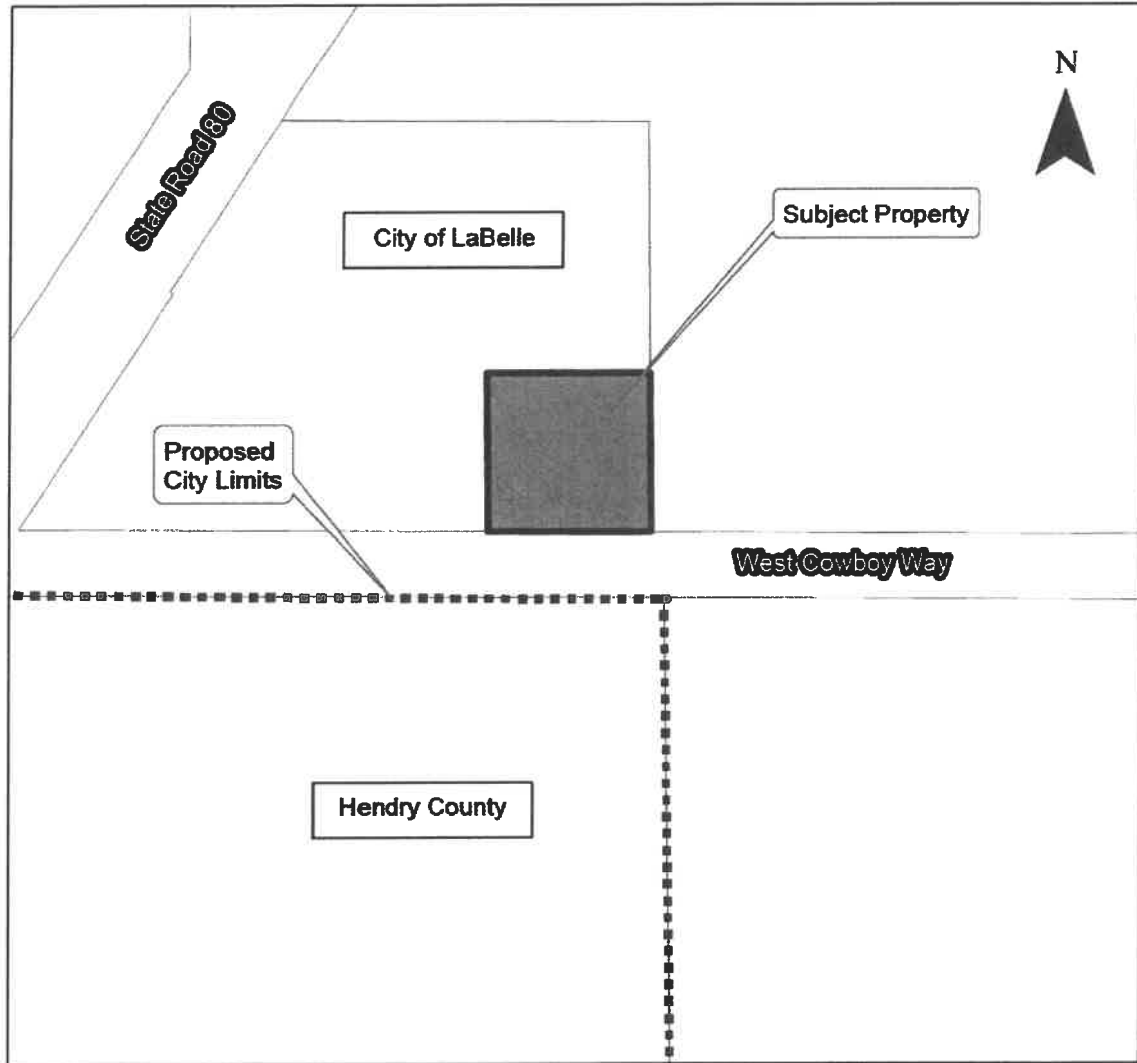 N
State Road 80
City of LaBelle
Subject Property
Proposed
City Limits
West Cowboy Way
Hendry County